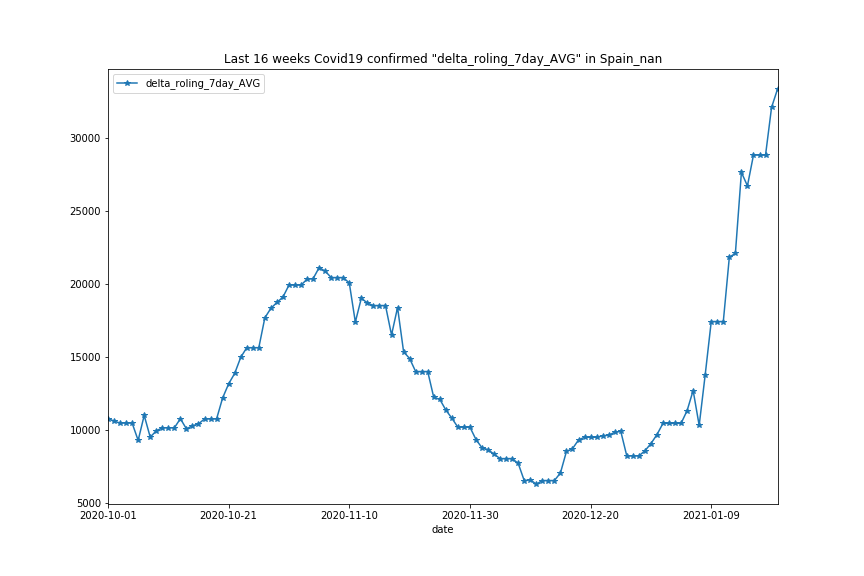 Last 16 weeks Covid19 confirmed "delta_roling_7day_AVG" in Spain_nan
delta_roling_7day_AVG
30000
25000
20000
15000
10000
5000
2020-10-01 2020-10-21 2020-11-10 2020-11-30 2020-12-20 2021-01-09
date